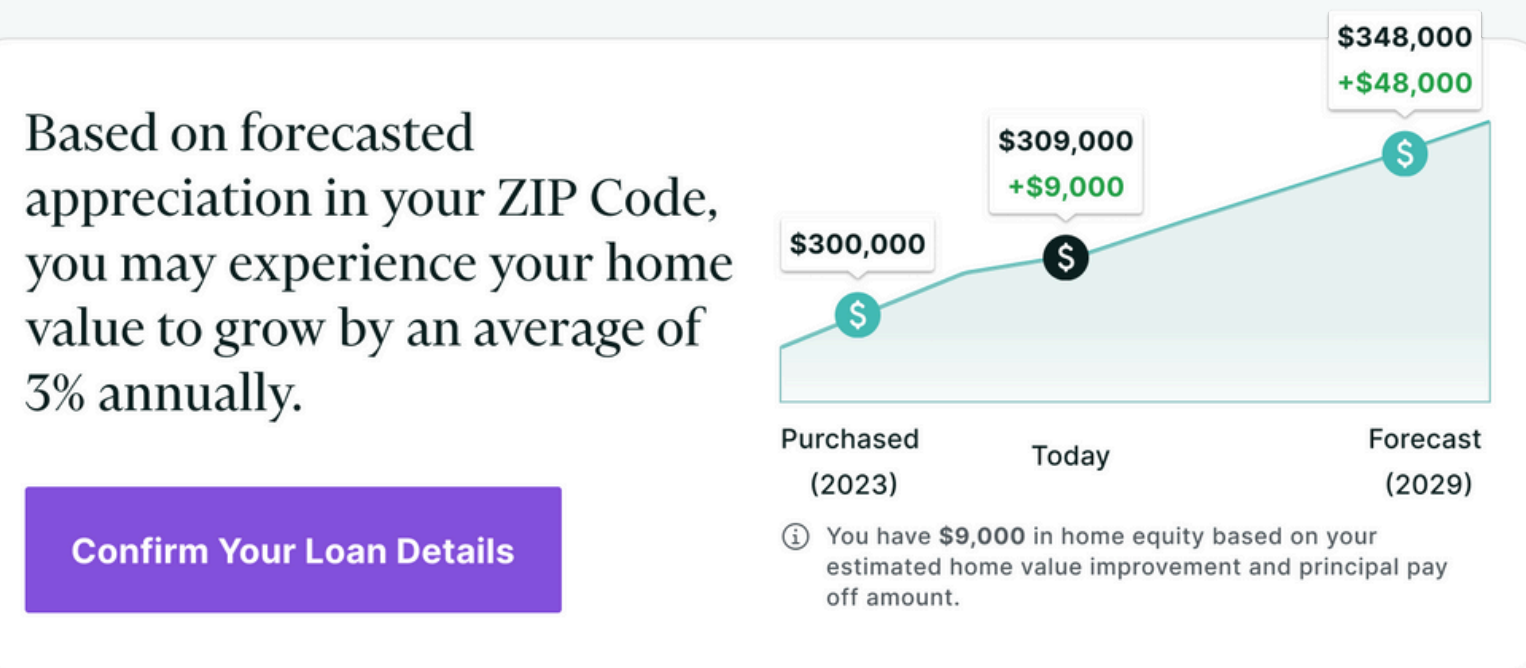 Based on forecasted
appreciation in your ZIP Code,
you may experience your home
value to grow by an average of
3% annually.
Confirm Your Loan Details
$348,000
+$48,000
$309,000
+$9,000
$300,000
$
$
$
Purchased
(2023)
Today
Forecast
(2029)
You have $9,000 in home equity based on your
estimated home value improvement and principal pay
off amount.